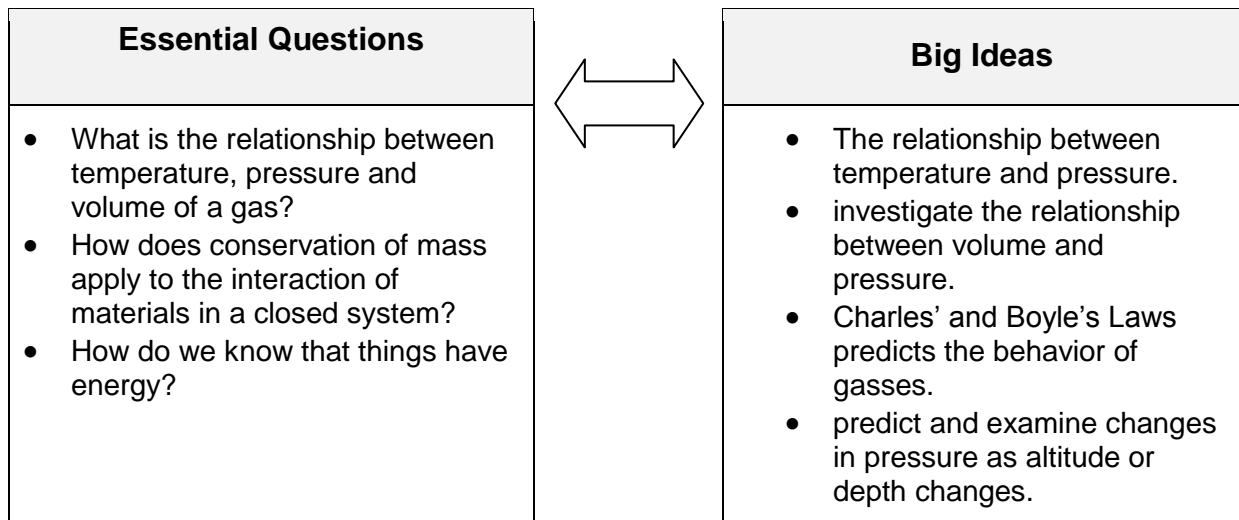 Essential Questions
• What is the relationship between
temperature, pressure and
volume of a gas?
• How does conservation of mass
apply to the interaction of
materials in a closed system?
• How do we know that things have
energy?
Big Ideas
• The relationship between
temperature and pressure.
• investigate the relationship
between volume and
pressure.
• Charles’ and Boyle’s Laws
predicts the behavior of
gasses.
• predict and examine changes
in pressure as altitude or
depth changes.